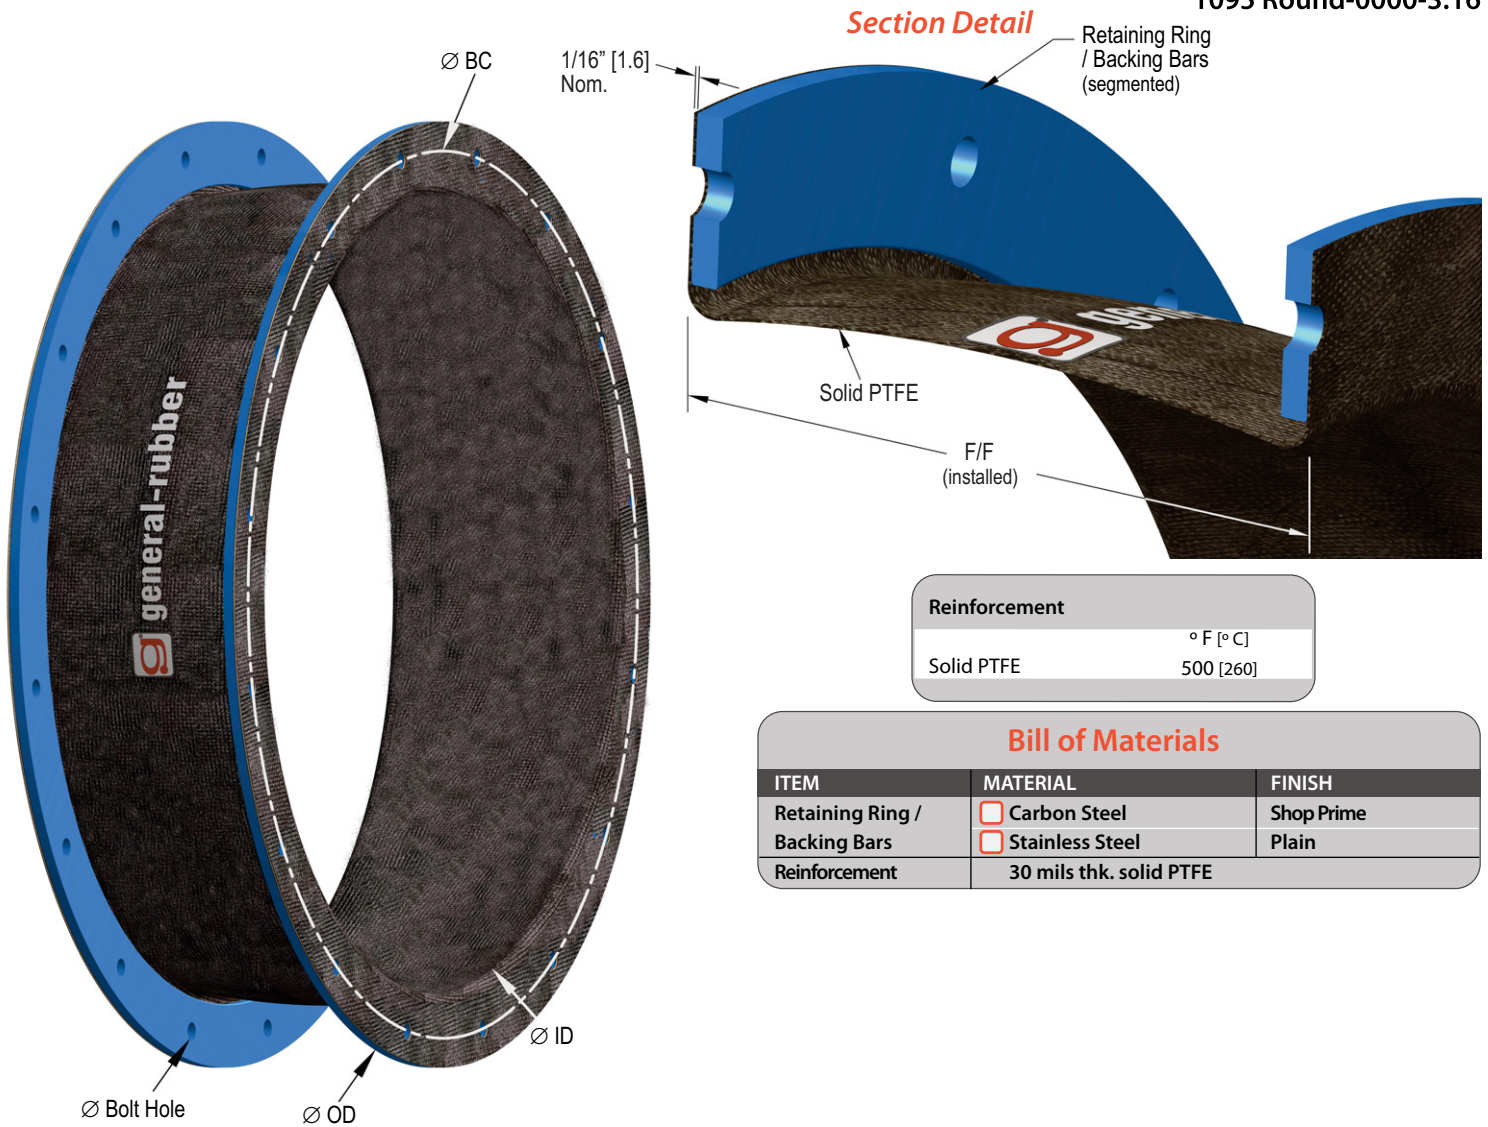 1095 Round-0000-3.16
Section Detail
Ø BC
1/16” [1.6]
Nom.
Retaining Ring
/ Backing Bars
(segmented)
general-rubber
Solid PTFE
F/F
(installed)
Ø ID
Ø Bolt Hole
Ø OD
Reinforcement
º F [º C]
Solid PTFE 500 [260]
Bill of Materials
ITEM MATERIAL FINISH
Retaining Ring / Carbon Steel Shop Prime
Backing Bars Stainless Steel Plain
Reinforcement 30 mils thk. solid PTFE